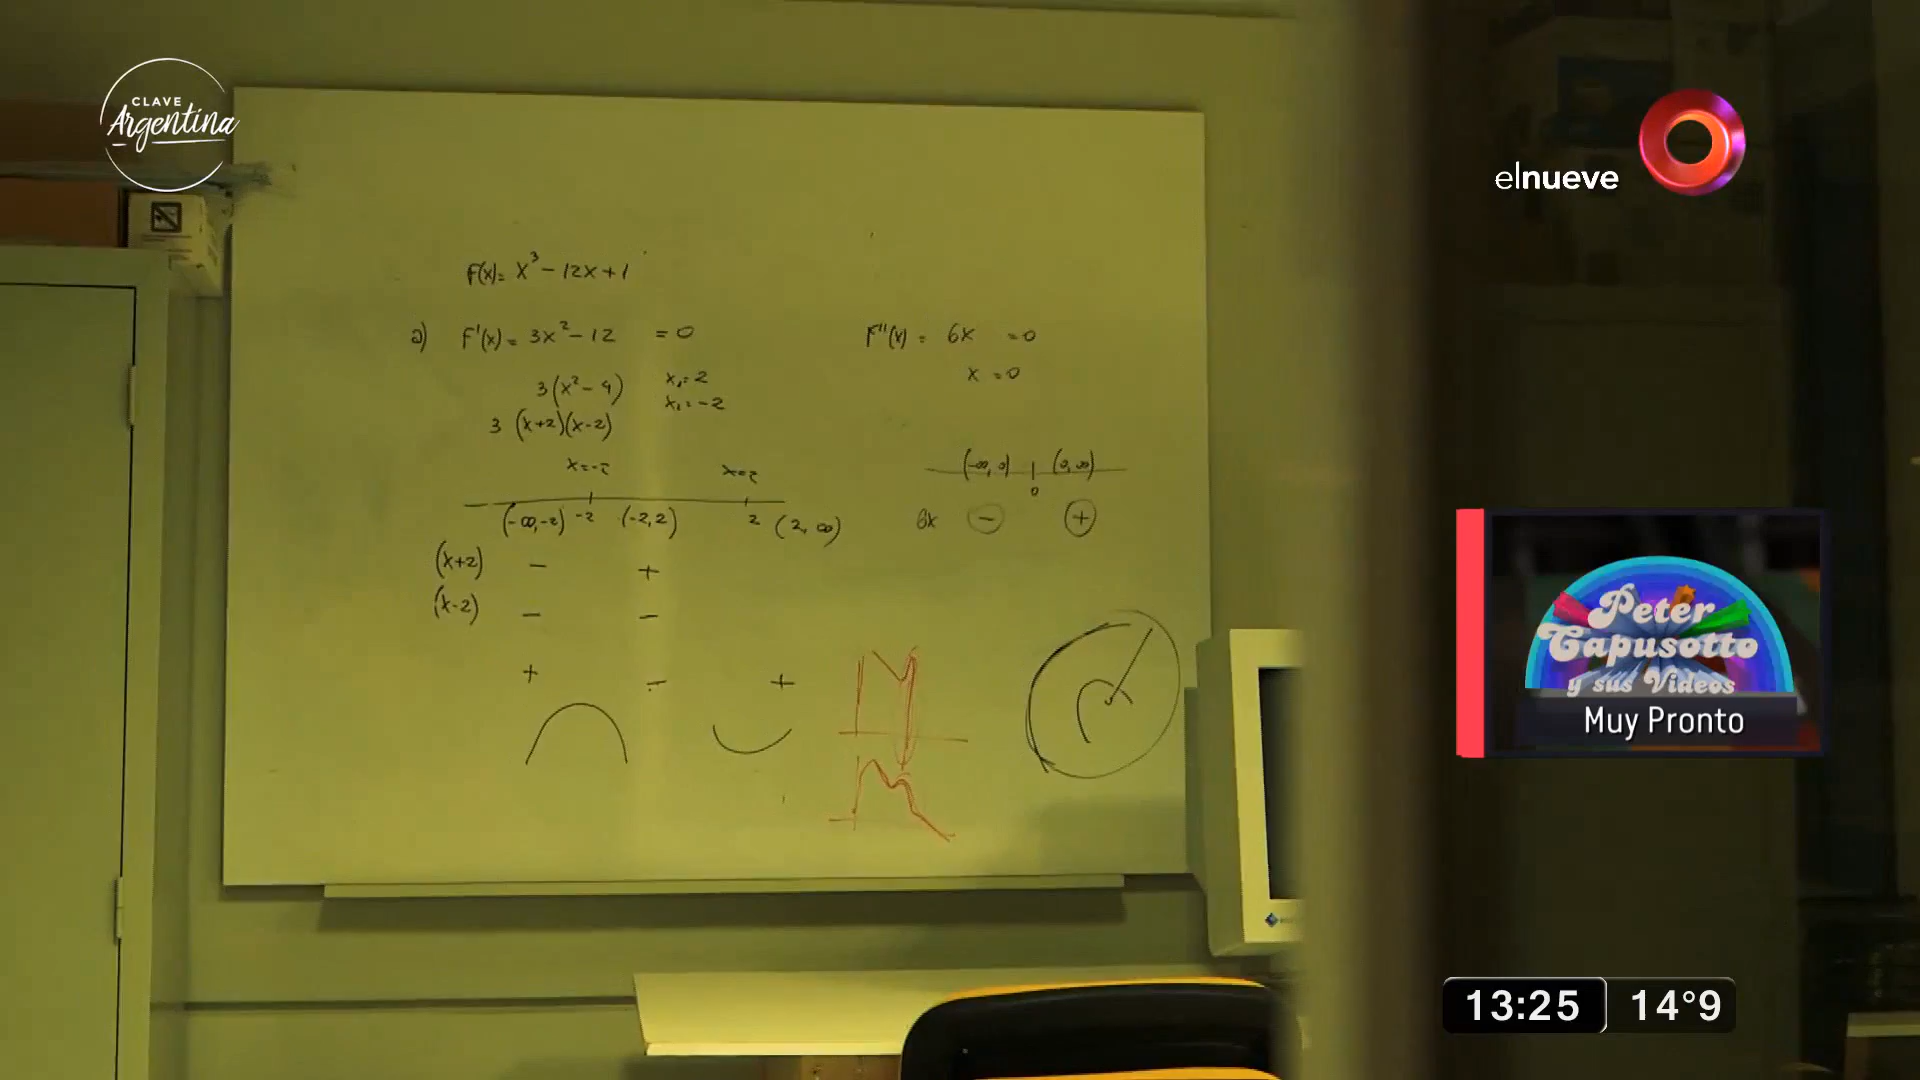 CLAVE
Argentina
elnueve
F(x)= x³ - 12x + 1
a) F'(x) = 3x² - 12 = 0
3(x² - 4) x₁ = 2
x₂ = -2
3 (x+2)(x-2)
x=-2 x=2
(-∞,-2) -2 (-2,2) 2 (2, ∞)
(x+2) - +
(x-2) - -
+ - +
F''(x) = 6x = 0
x = 0
(-∞, 0) (0, ∞)
0
6x - +
Peter
Capusotto
y sus Videos
Muy Pronto
13:25 14°9